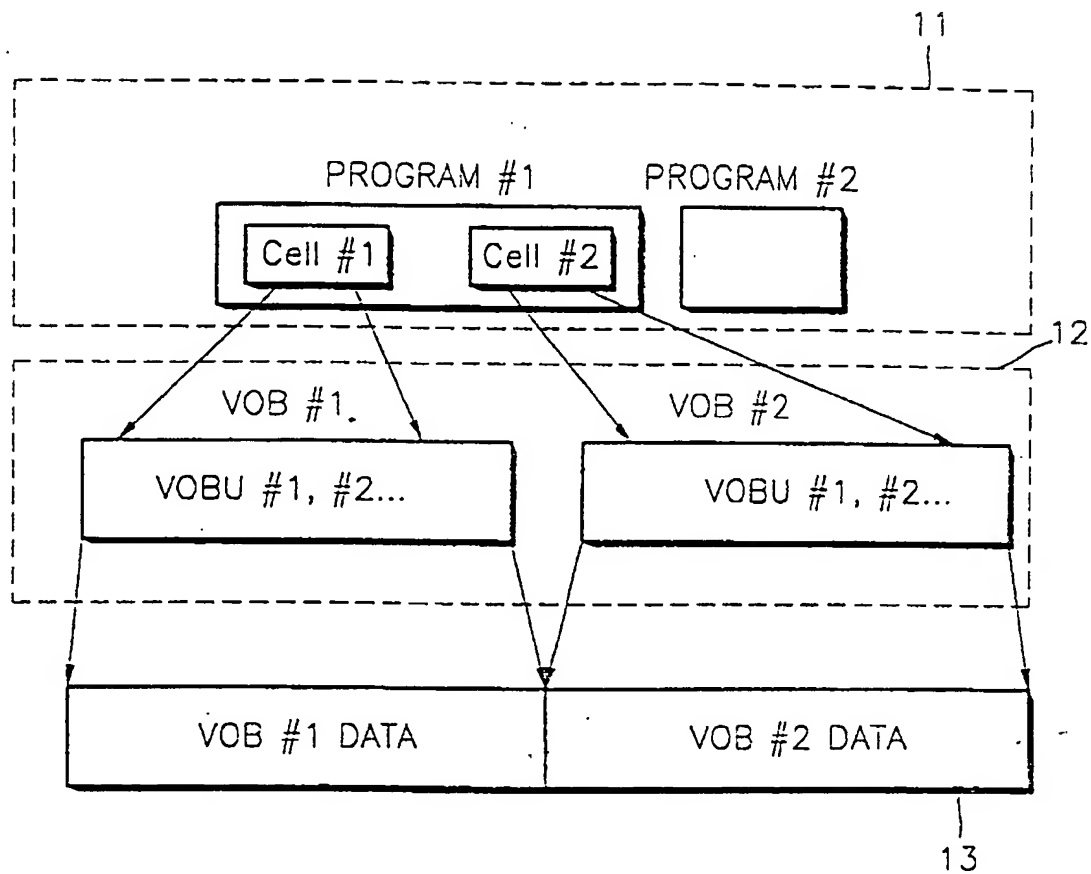 11
PROGRAM #1 PROGRAM #2
Cell #1 Cell #2
12
VOB #1. VOB #2
VOBU #1, #2... VOBU #1, #2...
VOB #1 DATA VOB #2 DATA
13